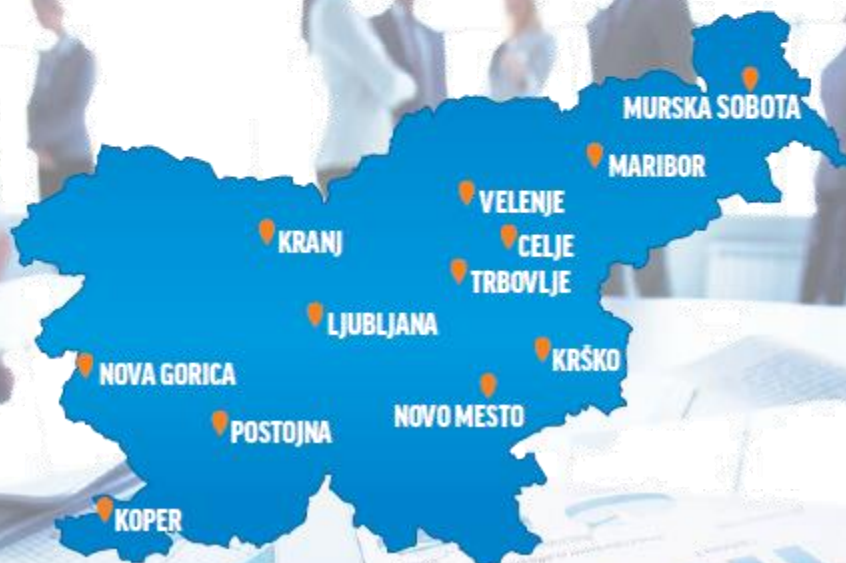 MURSKA SOBOTA
MARIBOR
VELENJE
KRANJ
CELJE
TRBOVLJE
LJUBLJANA
KRŠKO
NOVA GORICA
NOVO MESTO
POSTOJNA
KOPER